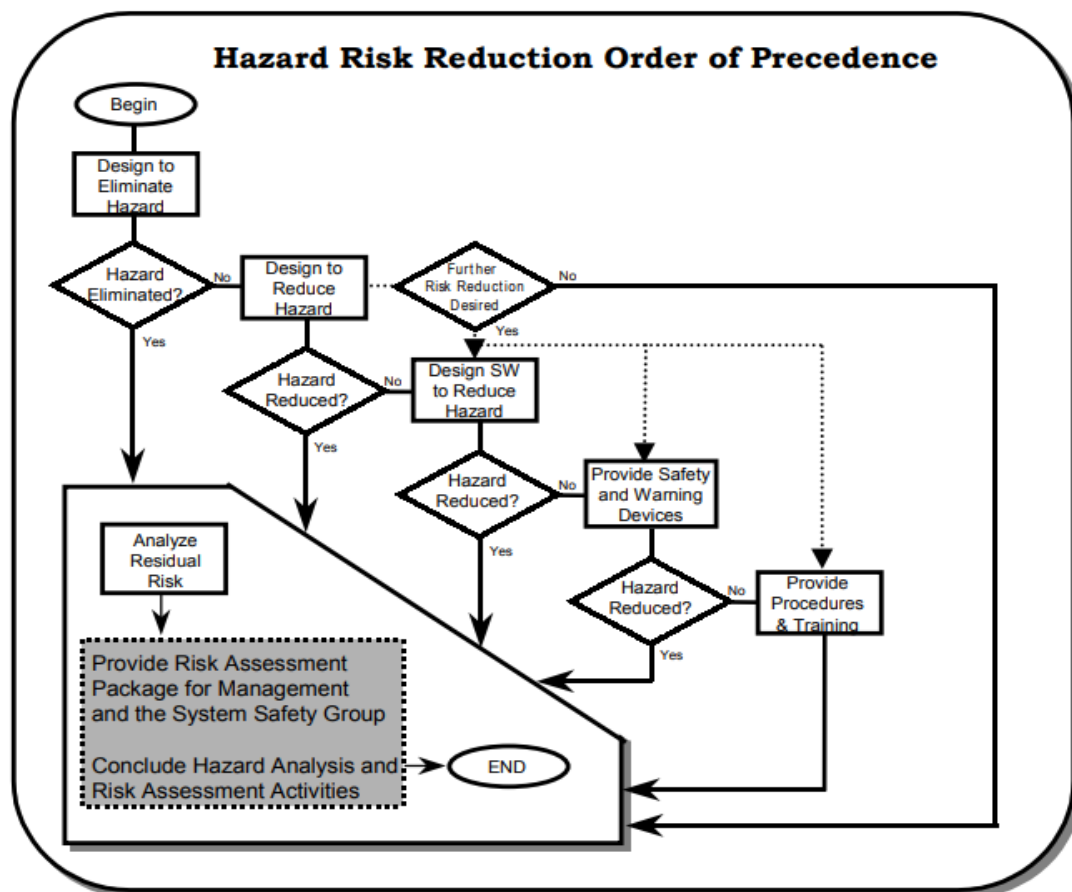 Hazard Risk Reduction Order of Precedence
Begin
Design to
Eliminate
Hazard
Hazard
Eliminated?
No
Yes
Design to
Reduce
Hazard
Further
Risk Reduction
Desired
No
Yes
Hazard
Reduced?
No
Yes
Design SW
to Reduce
Hazard
Hazard
Reduced?
No
Yes
Provide Safety
and Warning
Devices
Hazard
Reduced?
No
Yes
Provide
Procedures
& Training
Analyze
Residual
Risk
Provide Risk Assessment
Package for Management
and the System Safety Group
Conclude Hazard Analysis and
Risk Assessment Activities
END